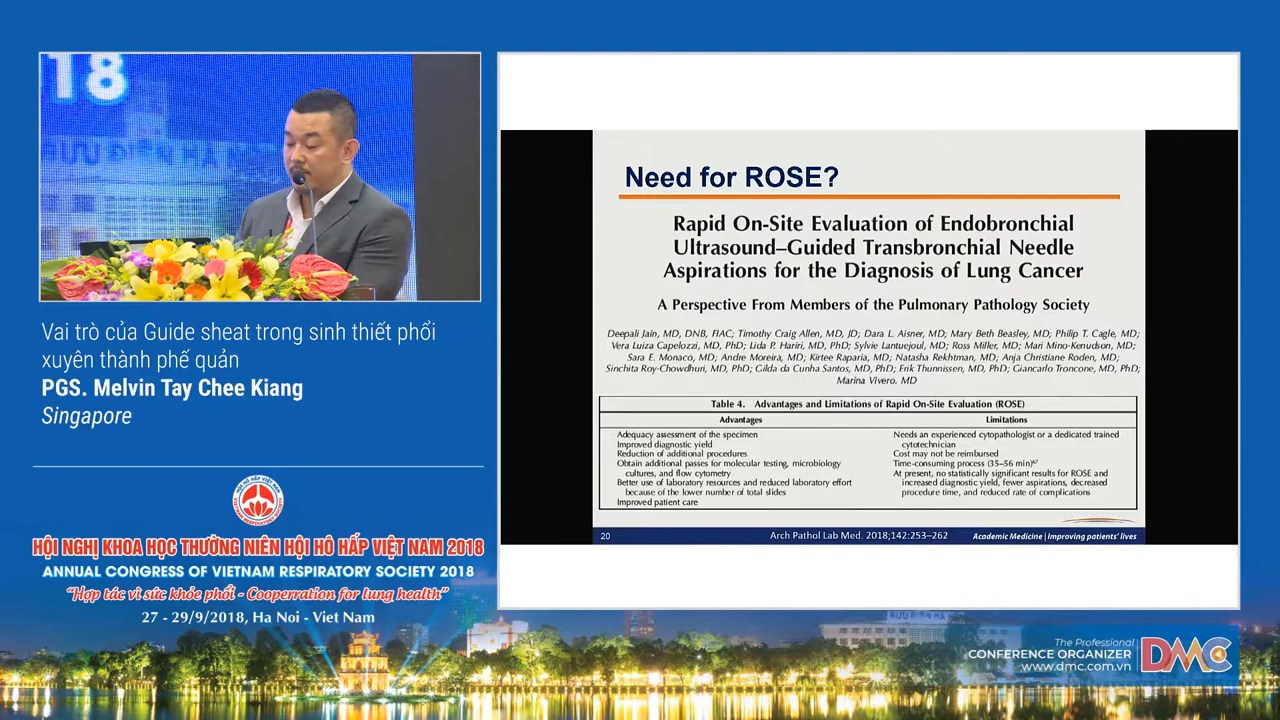 18
Vai trò của Guide sheat trong sinh thiết phổi
xuyên thành phế quản
PGS. Melvin Tay Chee Kiang
Singapore
HỘI HÔ HẤP VIỆT NAM
VIETNAM RESPIRATORY SOCIETY
HỘI NGHỊ KHOA HỌC THƯỜNG NIÊN HỘI HÔ HẤP VIỆT NAM 2018
ANNUAL CONGRESS OF VIETNAM RESPIRATORY SOCIETY 2018
“Hợp tác vì sức khỏe phổi - Cooperration for lung health”
27 - 29/9/2018, Ha Noi - Viet Nam
Need for ROSE?
Rapid On-Site Evaluation of Endobronchial
Ultrasound–Guided Transbronchial Needle
Aspirations for the Diagnosis of Lung Cancer
A Perspective From Members of the Pulmonary Pathology Society
Deepali Jain, MD, DNB, FIAC; Timothy Craig Allen, MD, JD; Dara L. Aisner, MD; Mary Beth Beasley, MD; Philip T. Cagle, MD;
Vera Luiza Capelozzi, MD, PhD; Lida P. Hariri, MD, PhD; Sylvie Lantuejoul, MD; Ross Miller, MD; Mari Mino-Kenudson, MD;
Sara E. Monaco, MD; Andre Moreira, MD; Kirtee Raparia, MD; Natasha Rekhtman, MD; Anja Christiane Roden, MD;
Sinchita Roy-Chowdhuri, MD, PhD; Gilda da Cunha Santos, MD, PhD; Erik Thunnissen, MD, PhD; Giancarlo Troncone, MD, PhD;
Marina Vivero. MD
Table 4. Advantages and Limitations of Rapid On-Site Evaluation (ROSE)
Advantages
Adequacy assessment of the specimen
Improved diagnostic yield
Reduction of additional procedures
Obtain additional passes for molecular testing, microbiology
cultures, and flow cytometry
Better use of laboratory resources and reduced laboratory effort
because of the lower number of total slides
Improved patient care
Limitations
Needs an experienced cytopathologist or a dedicated trained
cytotechnician
Cost may not be reimbursed
Time-consuming process (35–56 min)67
At present, no statistically significant results for ROSE and
increased diagnostic yield, fewer aspirations, decreased
procedure time, and reduced rate of complications
20
Arch Pathol Lab Med. 2018;142:253–262
Academic Medicine | Improving patients' lives
The Professional
CONFERENCE ORGANIZER
www.dmc.com.vn
DMC